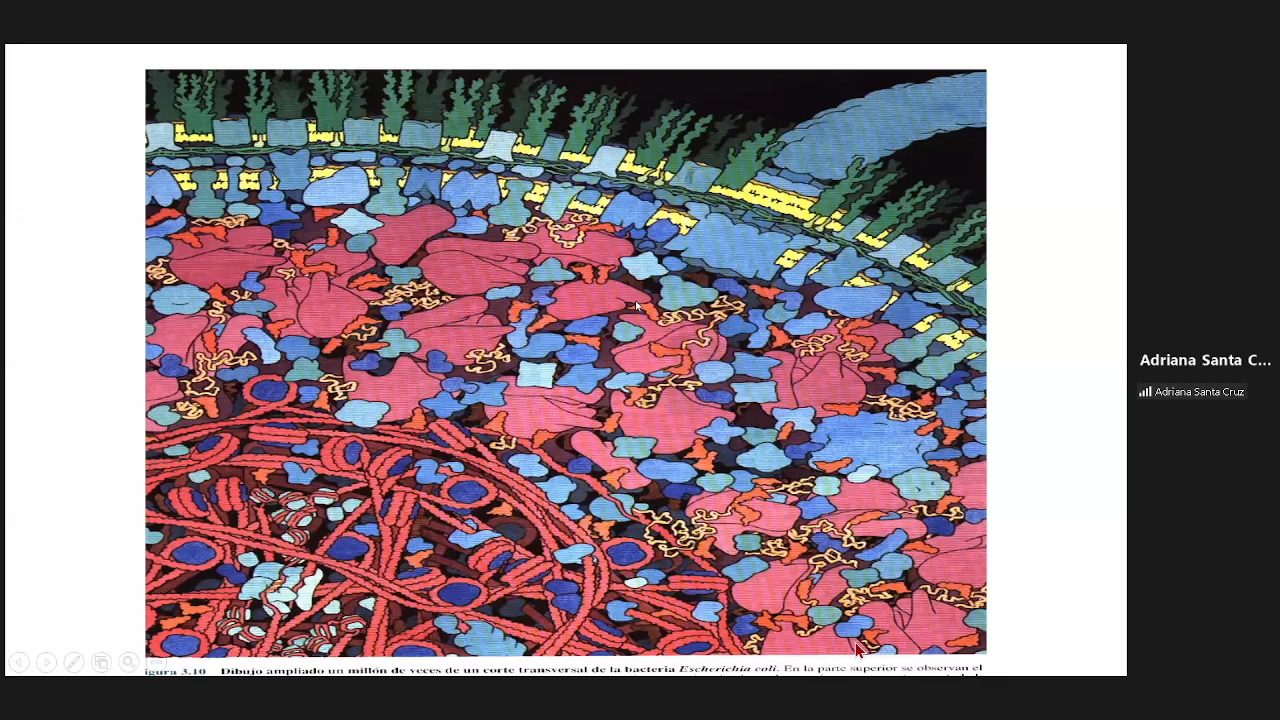 Adriana Santa C...
Adriana Santa Cruz
igura 3.10 Dibujo ampliado un millón de veces de un corte transversal de la bacteria Escherichia coli. En la parte superior se observan el